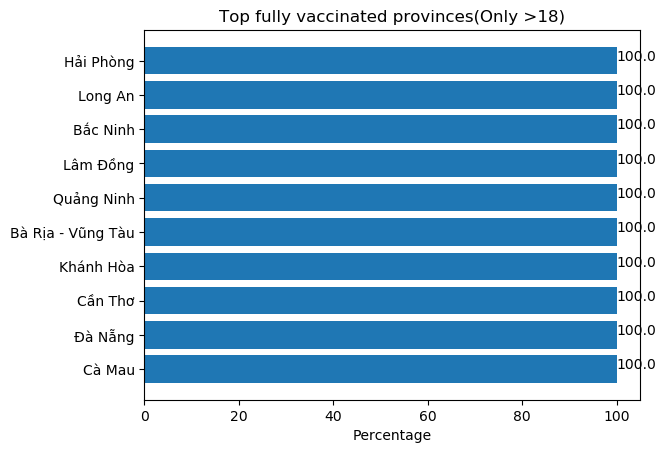 Top fully vaccinated provinces(Only >18)
Hải Phòng 100.0
Long An 100.0
Bắc Ninh 100.0
Lâm Đồng 100.0
Quảng Ninh 100.0
Bà Rịa - Vũng Tàu 100.0
Khánh Hòa 100.0
Cần Thơ 100.0
Đà Nẵng 100.0
Cà Mau 100.0
0 20 40 60 80 100
Percentage